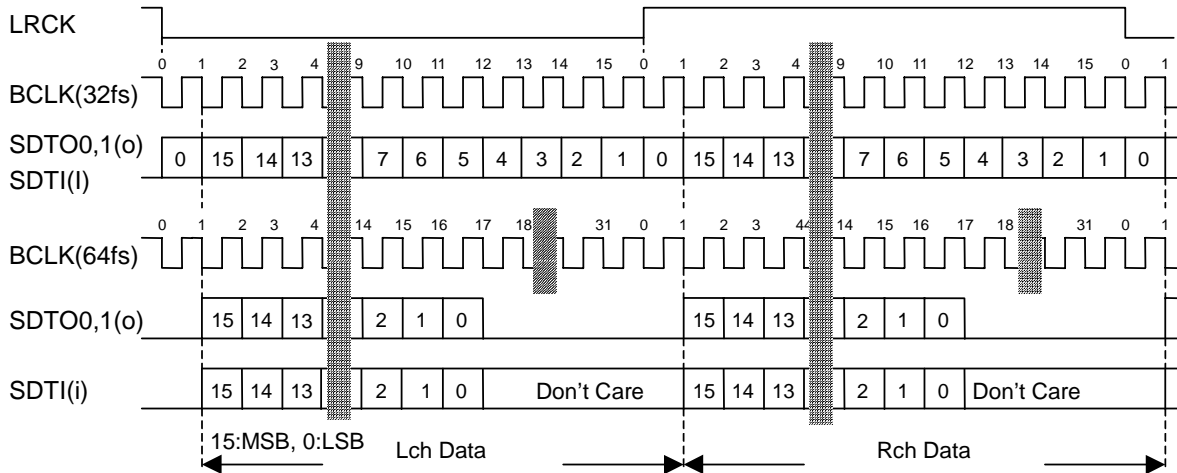 LRCK
0 1 2 3 4 9 10 11 12 13 14 15 0 1 2 3 4 9 10 11 12 13 14 15 0 1
BCLK(32fs)
SDTO0,1(o)
0 15 14 13 7 6 5 4 3 2 1 0 15 14 13 7 6 5 4 3 2 1 0
SDTI(I)
0 1 2 3 4 14 15 16 17 18 31 0 1 2 3 44 14 15 16 17 18 31 0 1
BCLK(64fs)
SDTO0,1(o) 15 14 13 2 1 0 15 14 13 2 1 0
SDTI(i) 15 14 13 2 1 0 Don't Care 15 14 13 2 1 0 Don't Care
15:MSB, 0:LSB
Lch Data Rch Data